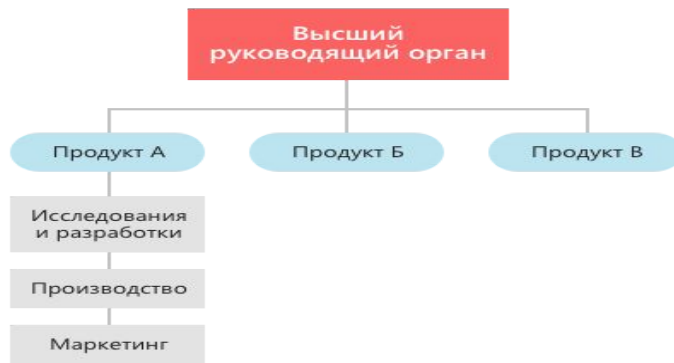 Высший
руководящий орган
Продукт А
Продукт Б
Продукт В
Исследования
и разработки
Производство
Маркетинг